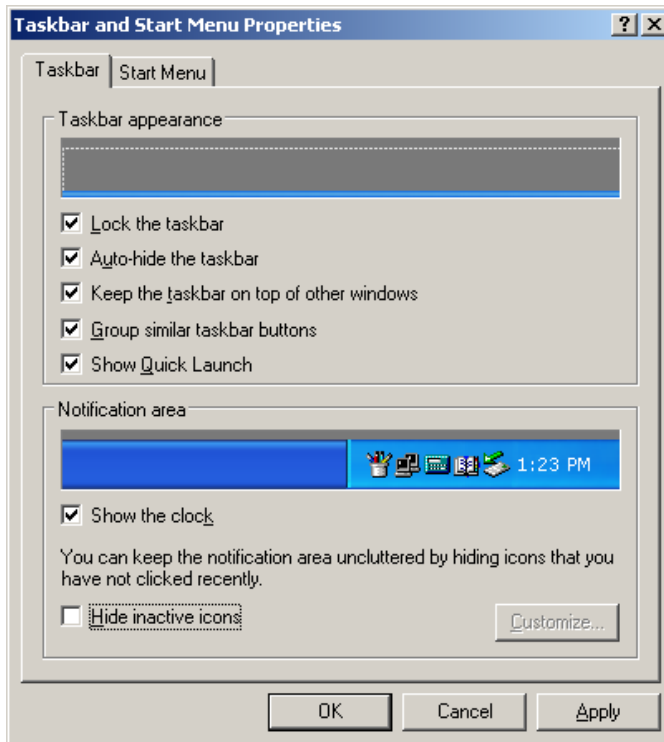 Taskbar and Start Menu Properties
Taskbar
Start Menu
Taskbar appearance
Lock the taskbar
Auto-hide the taskbar
Keep the taskbar on top of other windows
Group similar taskbar buttons
Show Quick Launch
Notification area
1:23 PM
Show the clock
You can keep the notification area uncluttered by hiding icons that you
have not clicked recently.
Hide inactive icons
Customize...
OK
Cancel
Apply